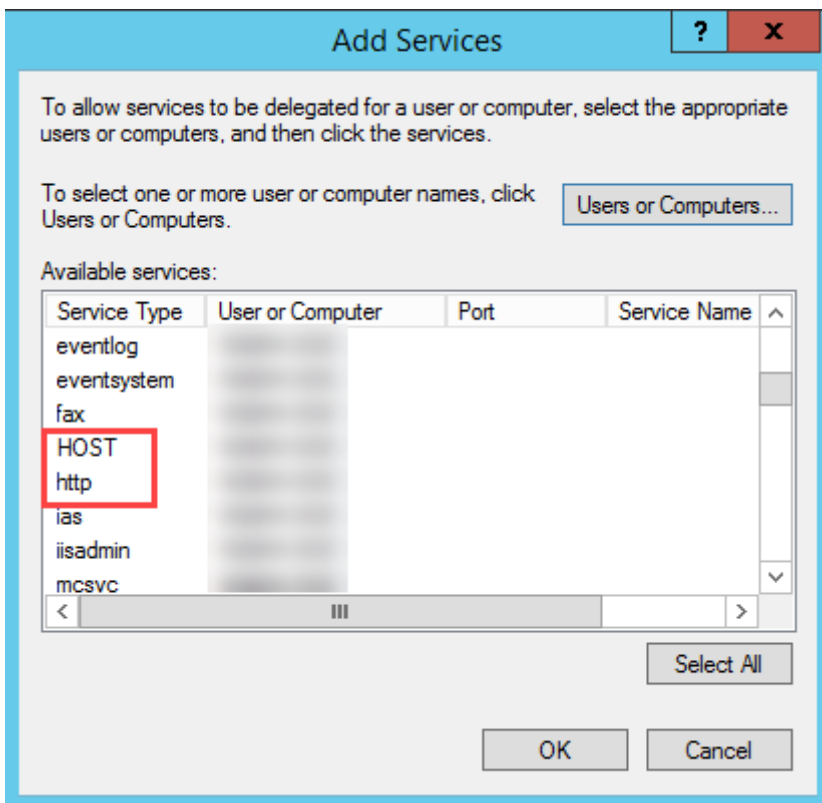 Add Services
?
x
To allow services to be delegated for a user or computer, select the appropriate
users or computers, and then click the services.
To select one or more user or computer names, click
Users or Computers.
Users or Computers...
Available services:
Service Type User or Computer Port Service Name
eventlog
eventsystem
fax
HOST
http
ias
iisadmin
mcsvc
Select All
OK Cancel